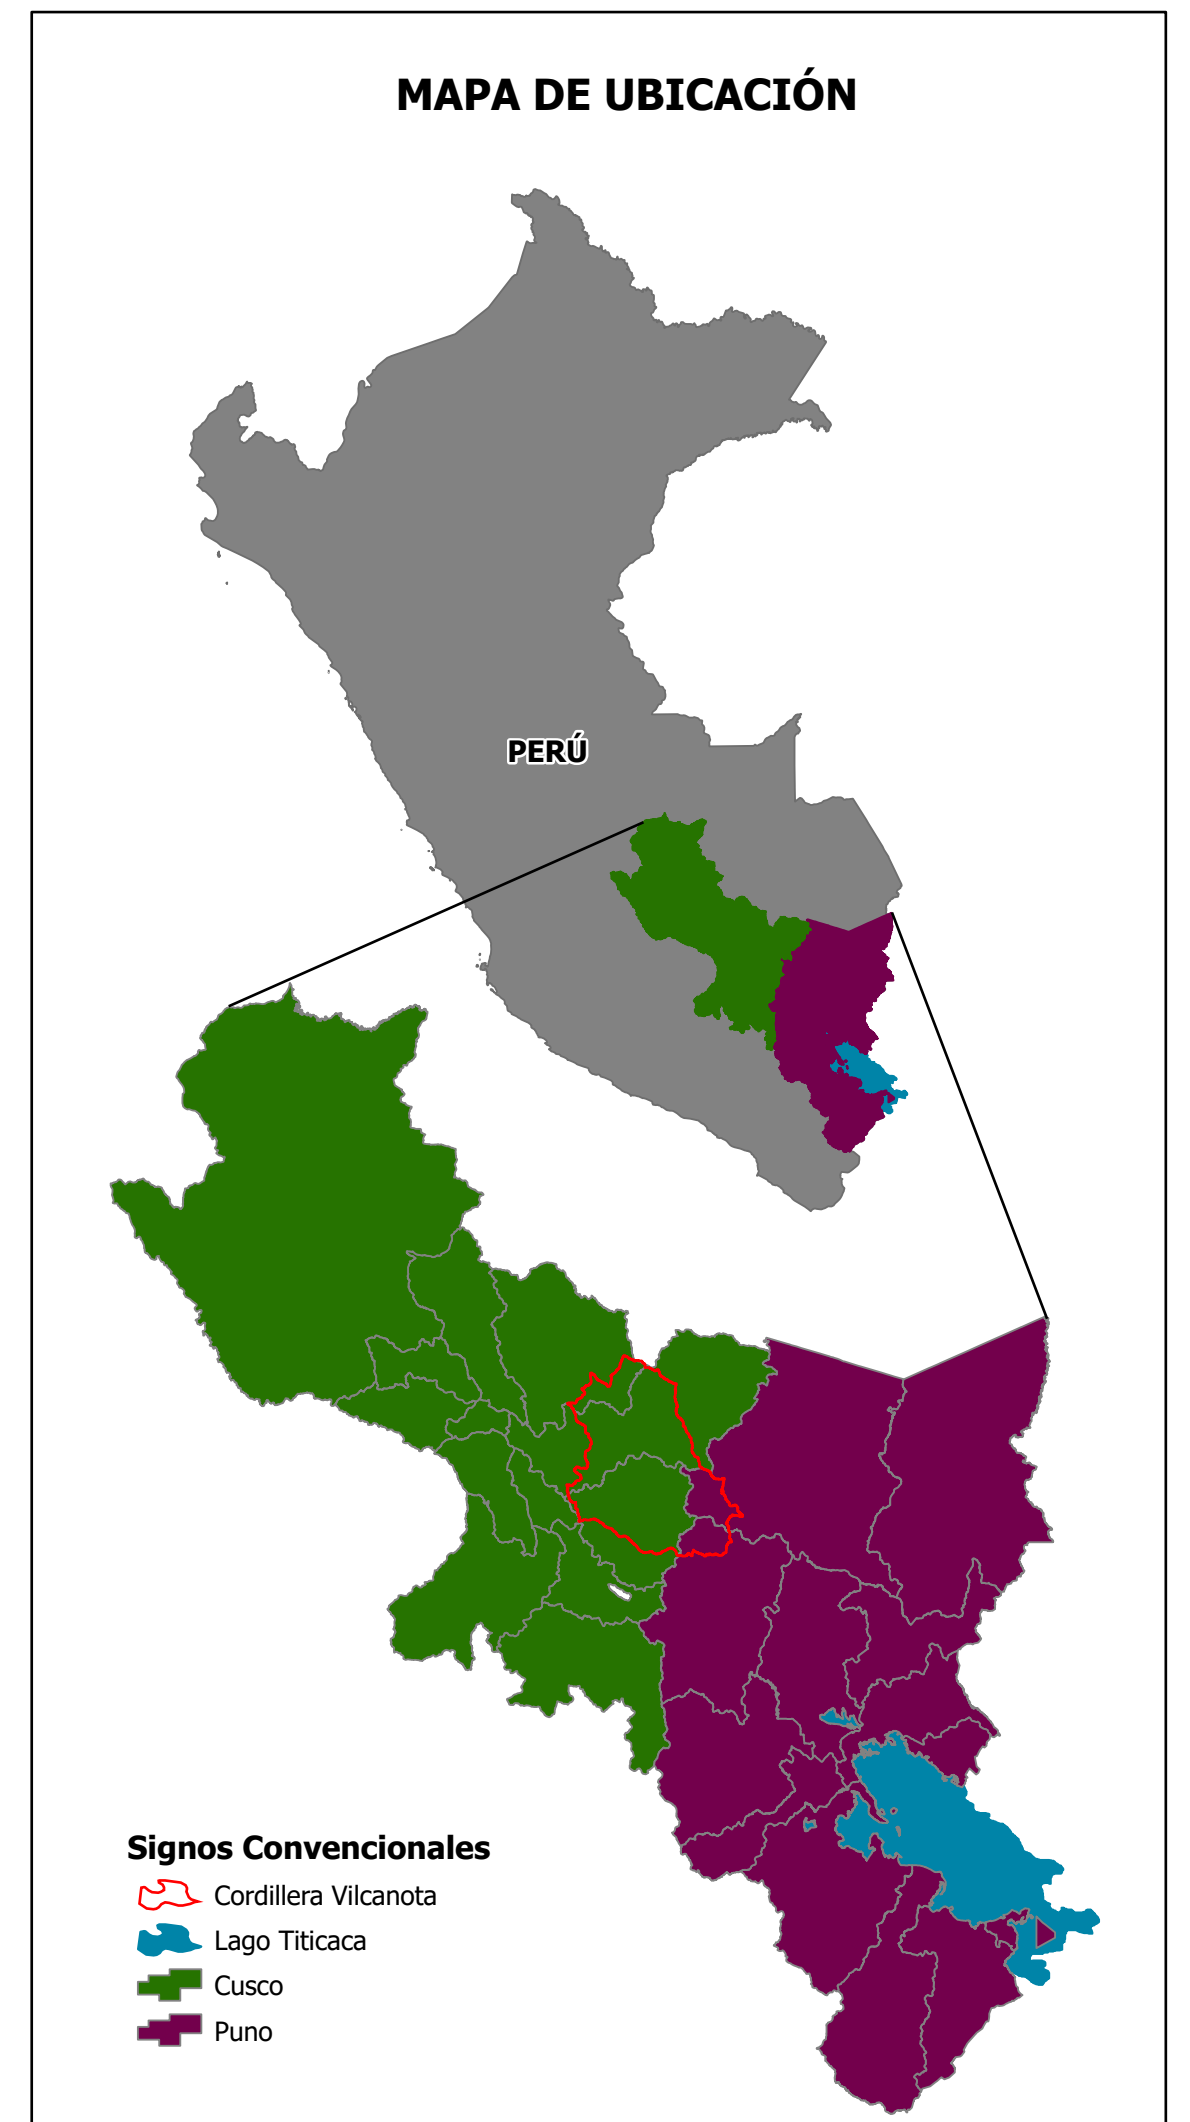 MAPA DE UBICACIÓN
PERÚ
Signos Convencionales
Cordillera Vilcanota
Lago Titicaca
Cusco
Puno